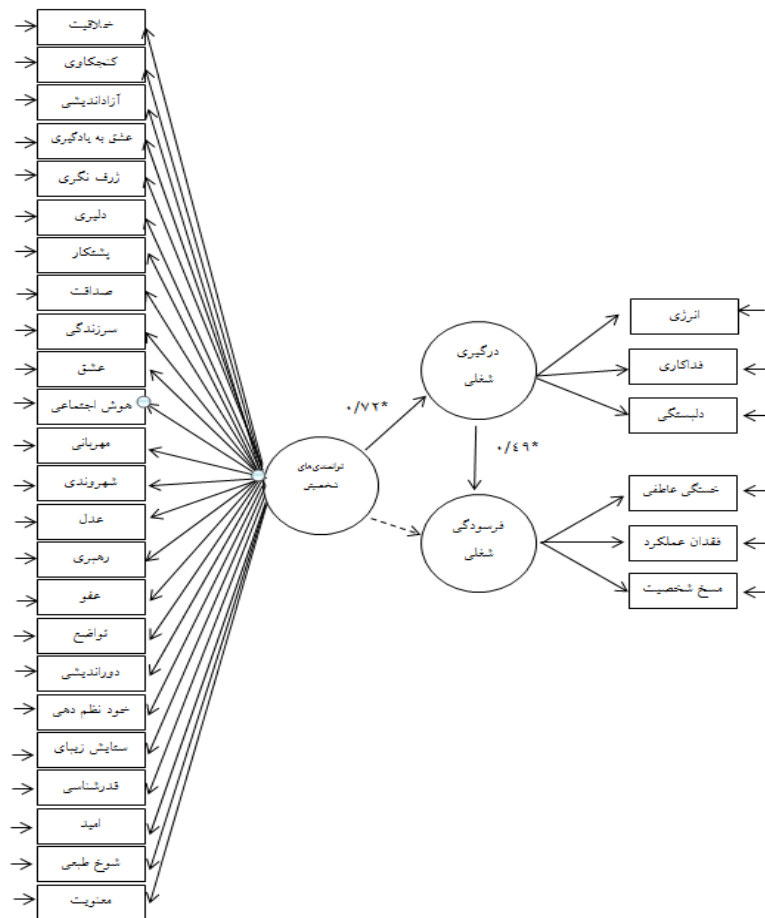 خلاقیت
کنجکاوی
آزاداندیشی
عشق به یادگیری
ژرف نگری
دلیری
پشتکار
صداقت
سرزندگی
عشق
هوش اجتماعی
مهربانی
شهروندی
عدل
رهبری
عفو
تواضع
دوراندیشی
خود نظم دهی
ستایش زیبای
قدرشناسی
امید
شوخ طبعی
معنویت
توانمندی‌های
شخصیتی
۰/۷۲*
درگیری
شغلی
۰/٤۹*
فرسودگی
شغلی
انرژی
فداکاری
دلبستگی
خستگی عاطفی
فقدان عملکرد
مسخ شخصیت